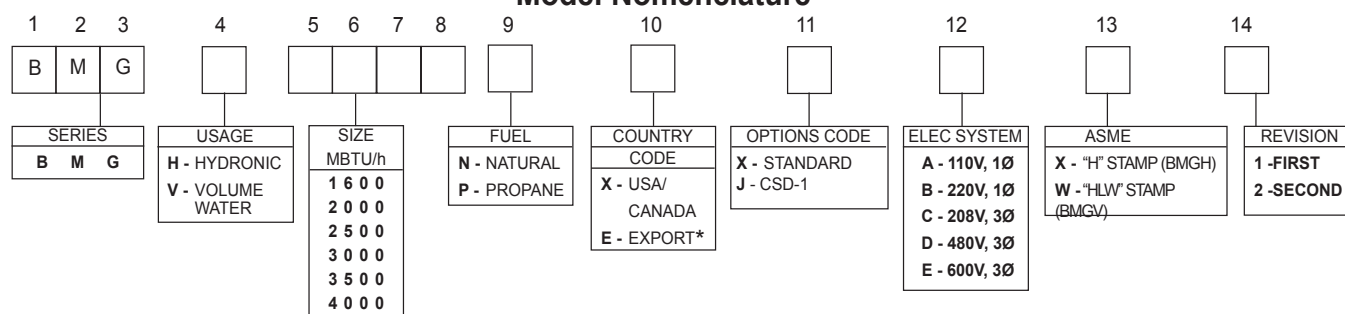 Model Nomenclature
1 2 3 4 5 6 7 8 9 10 11 12 13 14
B M G
SERIES
B M G
USAGE
H - HYDRONIC
V - VOLUME
WATER
SIZE
MBTU/h
1 6 0 0
2 0 0 0
2 5 0 0
3 0 0 0
3 5 0 0
4 0 0 0
FUEL
N - NATURAL
P - PROPANE
COUNTRY
CODE
X - USA/
CANADA
E - EXPORT*
OPTIONS CODE
X - STANDARD
J - CSD-1
ELEC SYSTEM
A - 110V, 1Ø
B - 220V, 1Ø
C - 208V, 3Ø
D - 480V, 3Ø
E - 600V, 3Ø
ASME
X - “H” STAMP (BMGH)
W - “HLW” STAMP
(BMGV)
REVISION
1 -FIRST
2 -SECOND